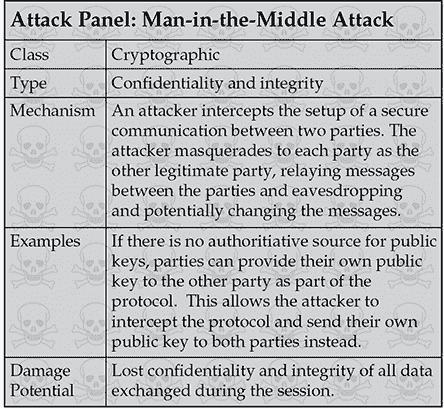 Attack Panel: Man-in-the-Middle Attack
Class Cryptographic
Type Confidentiality and integrity
Mechanism An attacker intercepts the setup of a secure
communication between two parties. The
attacker masquerades to each party as the
other legitimate party, relaying messages
between the parties and eavesdropping
and potentially changing the messages.
Examples If there is no authoritiative source for public
keys, parties can provide their own public
key to the other party as part of the
protocol. This allows the attacker to
intercept the protocol and send their own
public key to both parties instead.
Damage Lost confidentiality and integrity of all data
Potential exchanged during the session.